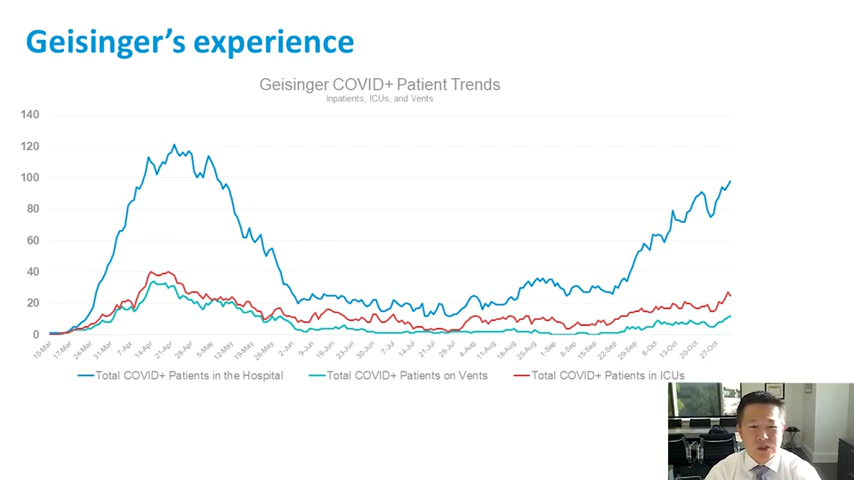 Geisinger's experience
Geisinger COVID+ Patient Trends
Inpatients, ICUs, and Vents
140
120
100
80
60
40
20
0
10-Mar 17-Mar 24-Mar 31-Mar 7-Apr 14-Apr 21-Apr 28-Apr 5-May 12-May 19-May 26-May 2-Jun 9-Jun 16-Jun 23-Jun 30-Jun 7-Jul 14-Jul 21-Jul 28-Jul 4-Aug 11-Aug 18-Aug 25-Aug 1-Sep 8-Sep 15-Sep 22-Sep 29-Sep 6-Oct 13-Oct 20-Oct 27-Oct
Total COVID+ Patients in the Hospital Total COVID+ Patients on Vents Total COVID+ Patients in ICUs